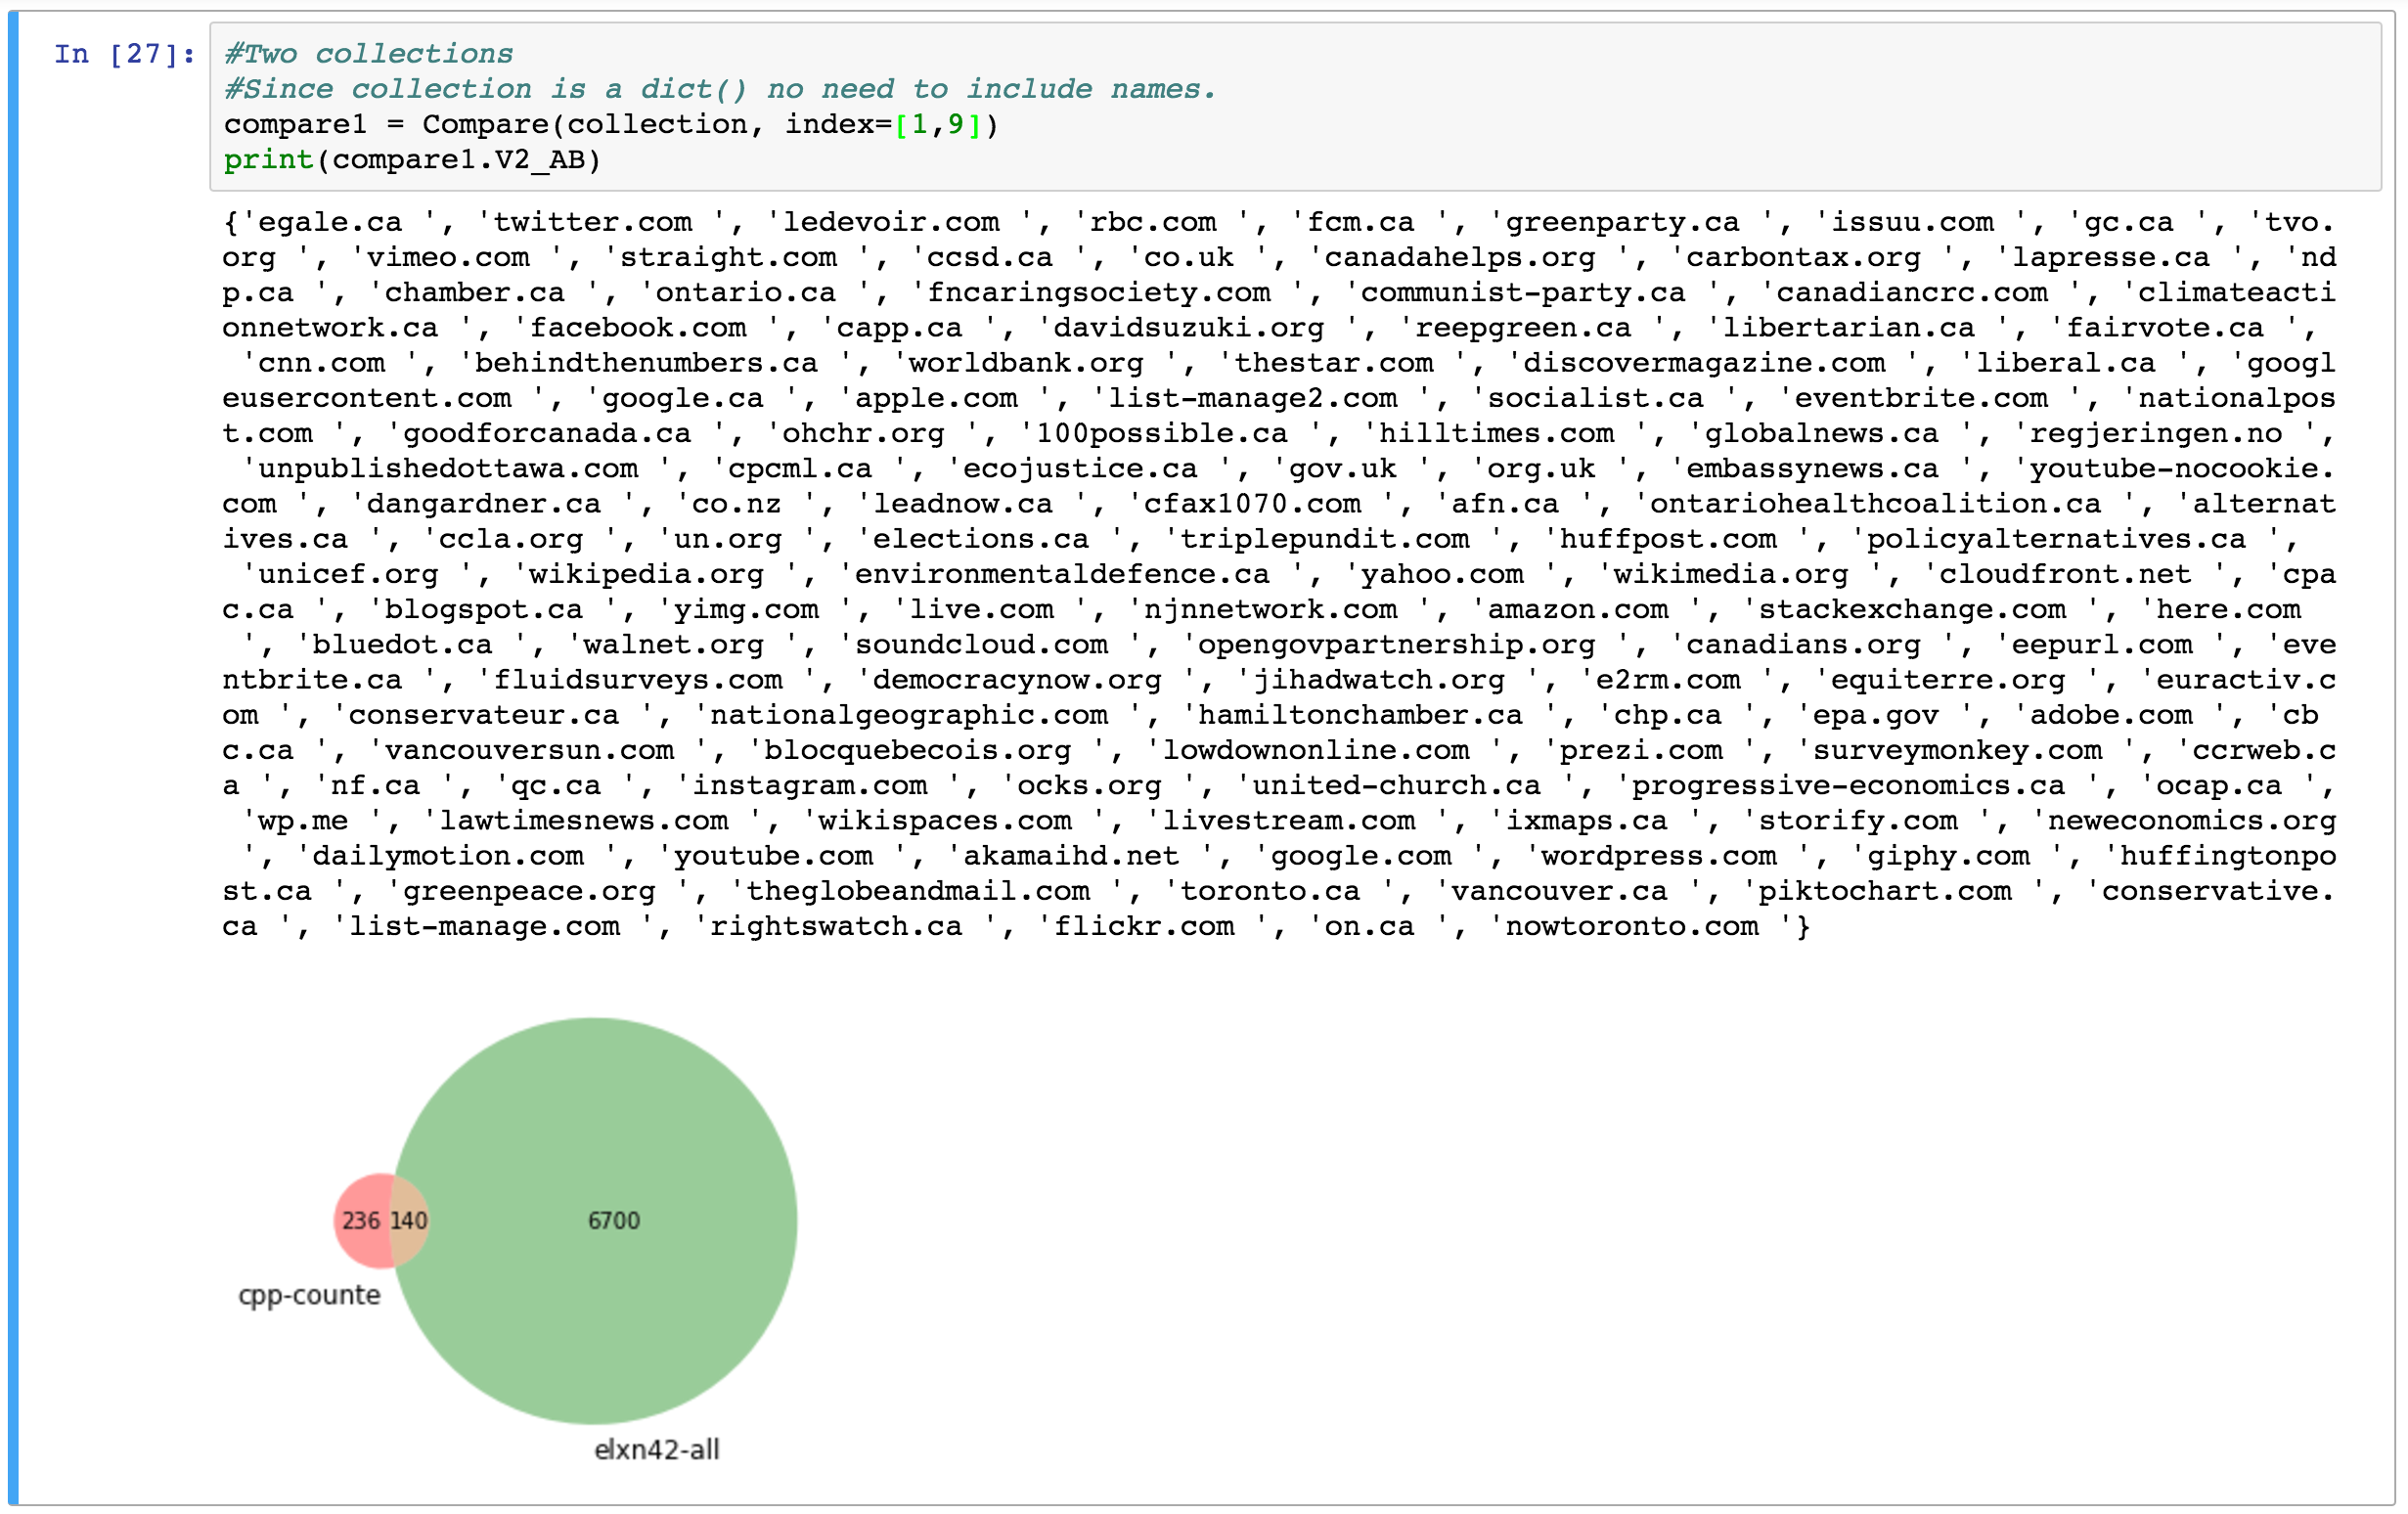 In [27]:
#Two collections
#Since collection is a dict() no need to include names.
compare1 = Compare(collection, index=[1,9])
print(compare1.V2_AB)
{'egale.ca ', 'twitter.com ', 'ledevoir.com ', 'rbc.com ', 'fcm.ca ', 'greenparty.ca ', 'issuu.com ', 'gc.ca ', 'tvo.
org ', 'vimeo.com ', 'straight.com ', 'ccsd.ca ', 'co.uk ', 'canadahelps.org ', 'carbontax.org ', 'lapresse.ca ', 'nd
p.ca ', 'chamber.ca ', 'ontario.ca ', 'fncaringsociety.com ', 'communist-party.ca ', 'canadiancrc.com ', 'climateacti
onnetwork.ca ', 'facebook.com ', 'capp.ca ', 'davidsuzuki.org ', 'reepgreen.ca ', 'libertarian.ca ', 'fairvote.ca ',
'cnn.com ', 'behindthenumbers.ca ', 'worldbank.org ', 'thestar.com ', 'discovermagazine.com ', 'liberal.ca ', 'googl
eusercontent.com ', 'google.ca ', 'apple.com ', 'list-manage2.com ', 'socialist.ca ', 'eventbrite.com ', 'nationalpos
t.com ', 'goodforcanada.ca ', 'ohchr.org ', '100possible.ca ', 'hilltimes.com ', 'globalnews.ca ', 'regjeringen.no ',
'unpublishedottawa.com ', 'cpcml.ca ', 'ecojustice.ca ', 'gov.uk ', 'org.uk ', 'embassynews.ca ', 'youtube-nocookie.
com ', 'dangardner.ca ', 'co.nz ', 'leadnow.ca ', 'cfax1070.com ', 'afn.ca ', 'ontariohealthcoalition.ca ', 'alternat
ives.ca ', 'ccla.org ', 'un.org ', 'elections.ca ', 'triplepundit.com ', 'huffpost.com ', 'policyalternatives.ca ',
'unicef.org ', 'wikipedia.org ', 'environmentaldefence.ca ', 'yahoo.com ', 'wikimedia.org ', 'cloudfront.net ', 'cpa
c.ca ', 'blogspot.ca ', 'yimg.com ', 'live.com ', 'njnnetwork.com ', 'amazon.com ', 'stackexchange.com ', 'here.com
', 'bluedot.ca ', 'walnet.org ', 'soundcloud.com ', 'opengovpartnership.org ', 'canadians.org ', 'eepurl.com ', 'eve
ntbrite.ca ', 'fluidsurveys.com ', 'democracynow.org ', 'jihadwatch.org ', 'e2rm.com ', 'equiterre.org ', 'euractiv.c
om ', 'conservateur.ca ', 'nationalgeographic.com ', 'hamiltonchamber.ca ', 'chp.ca ', 'epa.gov ', 'adobe.com ', 'cb
c.ca ', 'vancouversun.com ', 'blocquebecois.org ', 'lowdownonline.com ', 'prezi.com ', 'surveymonkey.com ', 'ccrweb.c
a ', 'nf.ca ', 'qc.ca ', 'instagram.com ', 'ocks.org ', 'united-church.ca ', 'progressive-economics.ca ', 'ocap.ca ',
'wp.me ', 'lawtimesnews.com ', 'wikispaces.com ', 'livestream.com ', 'ixmaps.ca ', 'storify.com ', 'neweconomics.org
', 'dailymotion.com ', 'youtube.com ', 'akamaihd.net ', 'google.com ', 'wordpress.com ', 'giphy.com ', 'huffingtonpo
st.ca ', 'greenpeace.org ', 'theglobeandmail.com ', 'toronto.ca ', 'vancouver.ca ', 'piktochart.com ', 'conservative.
ca ', 'list-manage.com ', 'rightswatch.ca ', 'flickr.com ', 'on.ca ', 'nowtoronto.com '}
236 140 6700
cpp-counte
elxn42-all